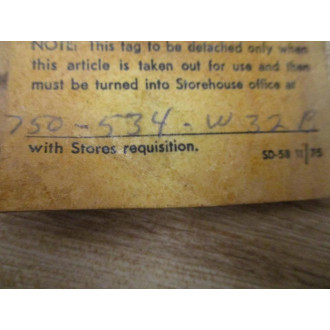 NOTE: This tag to be detached only when
this article is taken out for use and then
must be turned into Storehouse office at
750-534-W32B
with Stores requisition. SD-58 11/75